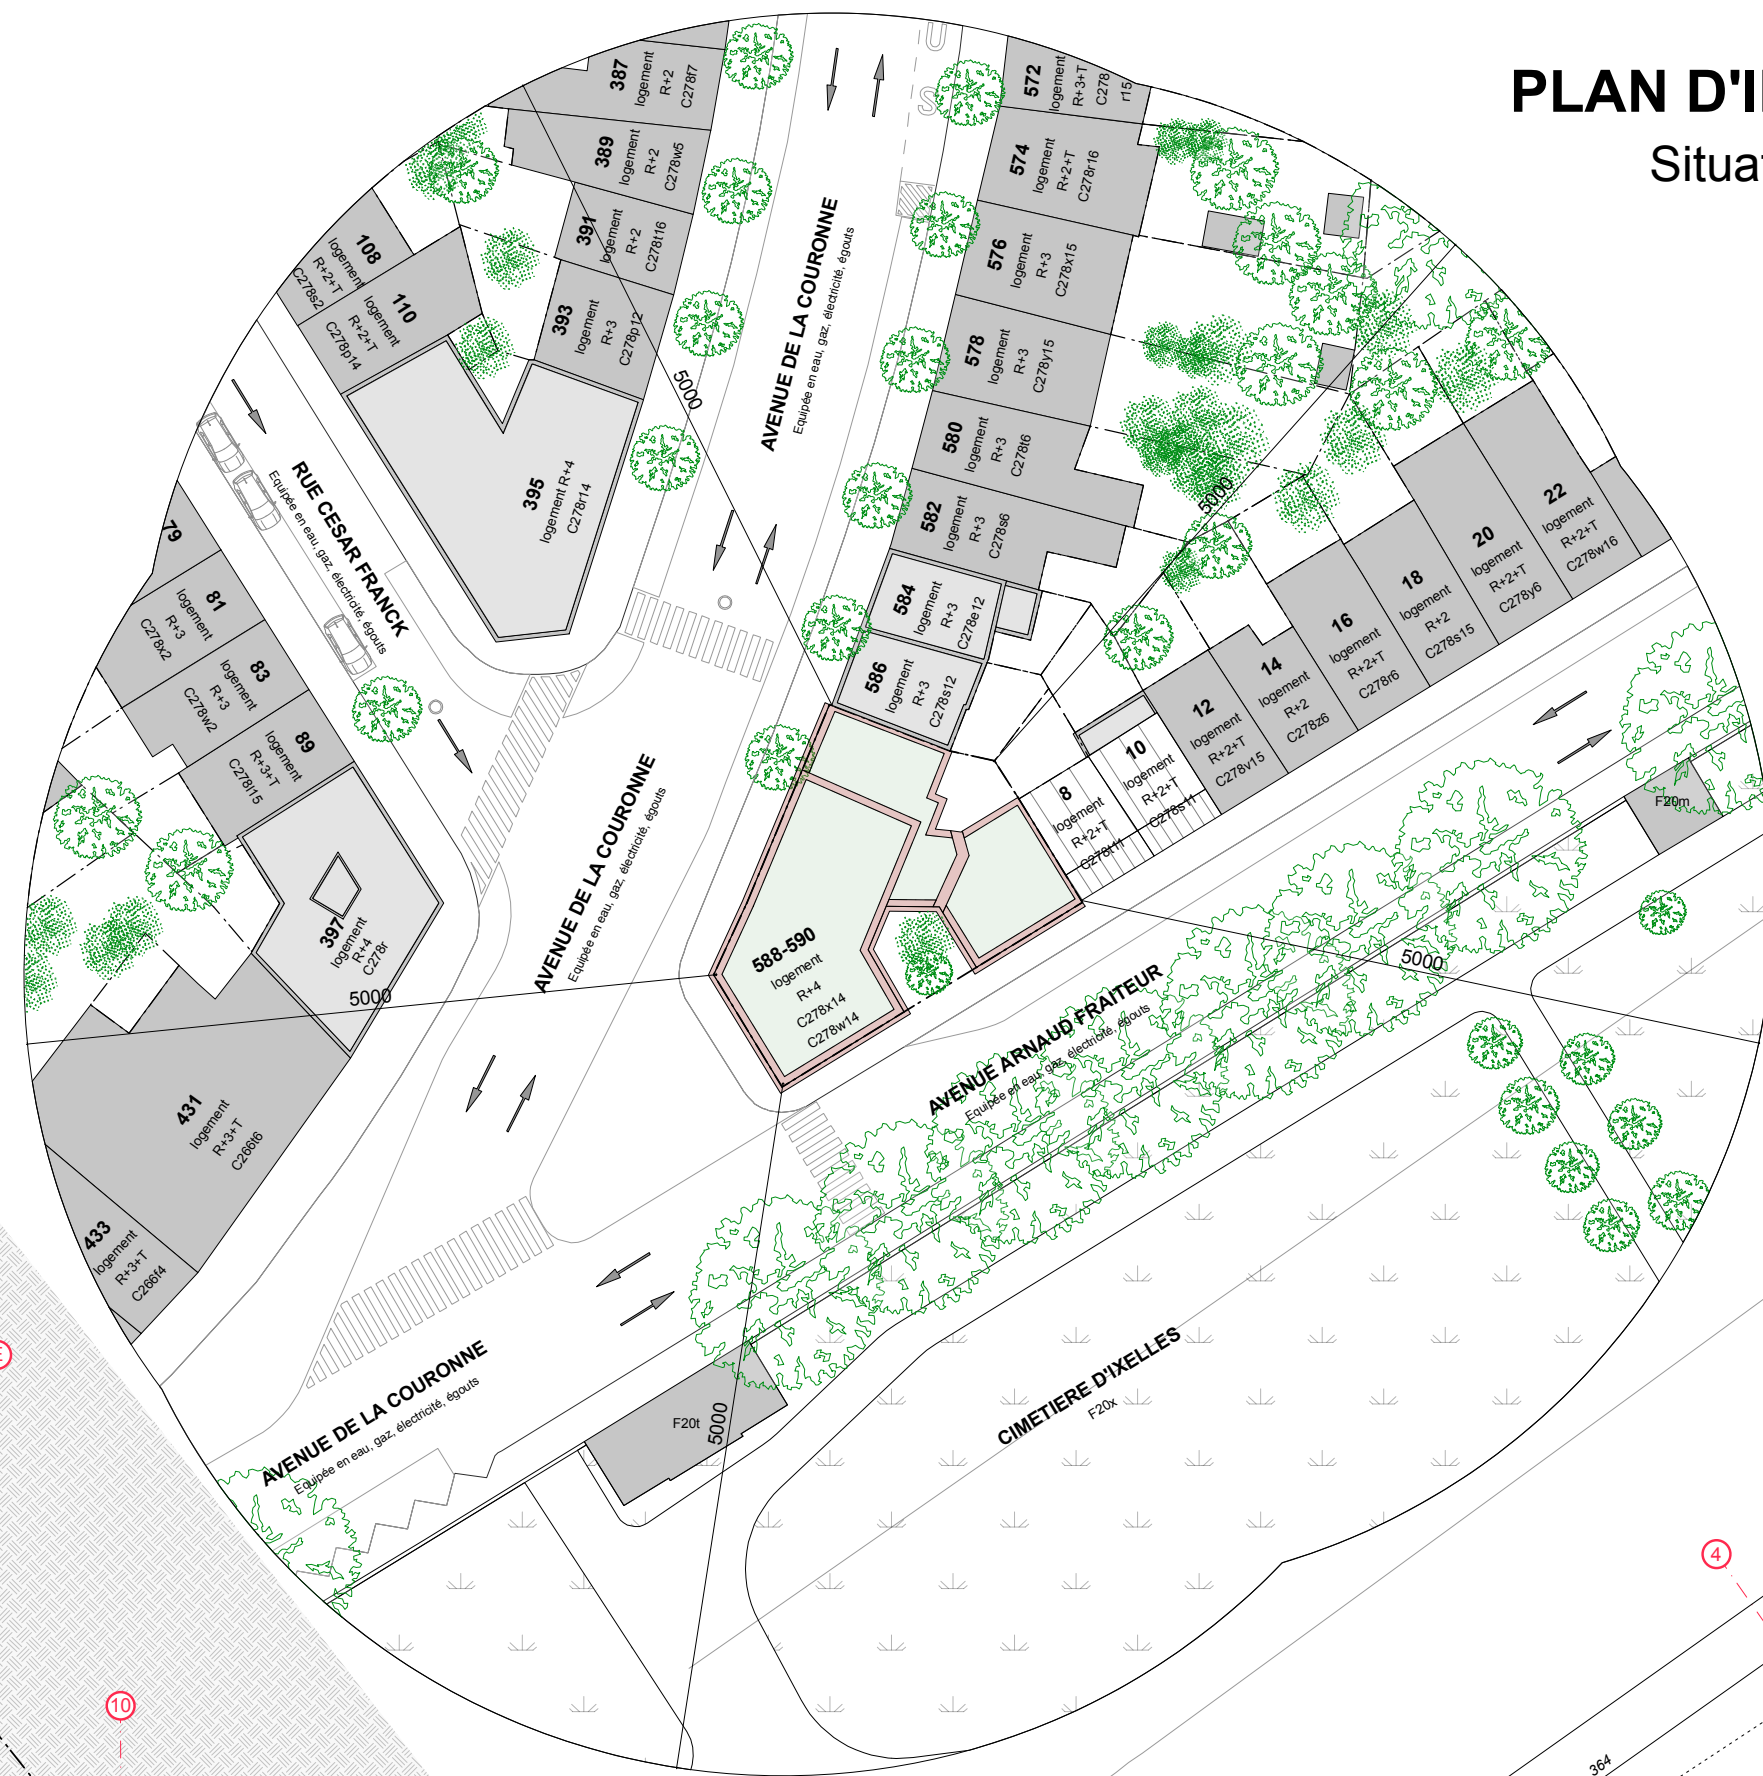 PLAN D'I
Situa
387
logement
R+2
C278f7
389
logement
R+2
C278w5
391
logement
R+2
C278t16
393
logement
R+3
C278p12
395
logement R+4
C278r14
108
logement
R+2+T
C278s2
110
logement
R+2+T
C278p14
RUE CESAR FRANCK
Equipée en eau, gaz, électricité, égouts
79
81
logement
R+3
C278x2
83
logement
R+3
C278w2
89
logement
R+3+T
C278l15
397
logement
R+4
C278r
431
logement
R+3+T
C266t6
433
logement
R+3+T
C266f4
U
S
AVENUE DE LA COURONNE
Equipée en eau, gaz, électricité, égouts
572
logement
R+3+T
C278
r15
574
logement
R+2+T
C278r16
576
logement
R+3
C278x15
578
logement
R+3
C278y15
580
logement
R+3
C278t6
582
logement
R+3
C278s6
584
logement
R+3
C278e12
586
logement
R+3
C278s12
588-590
logement
R+4
C278x14
C278w14
8
logement
R+2+T
C278t11
10
logement
R+2+T
C278s11
12
logement
R+2+T
C278v15
14
logement
R+2
C278z6
16
logement
R+2+T
C278r6
18
logement
R+2
C278s15
20
logement
R+2+T
C278y6
22
logement
R+2+T
C278w16
5000
5000
5000
5000
5000
AVENUE DE LA COURONNE
Equipée en eau, gaz, électricité, égouts
AVENUE ARNAUD FRAITEUR
Equipée en eau, gaz, électricité, égouts
AVENUE DE LA COURONNE
Equipée en eau, gaz, électricité, égouts
F20m
F20t
CIMETIERE D'IXELLES
F20x
10
4
364